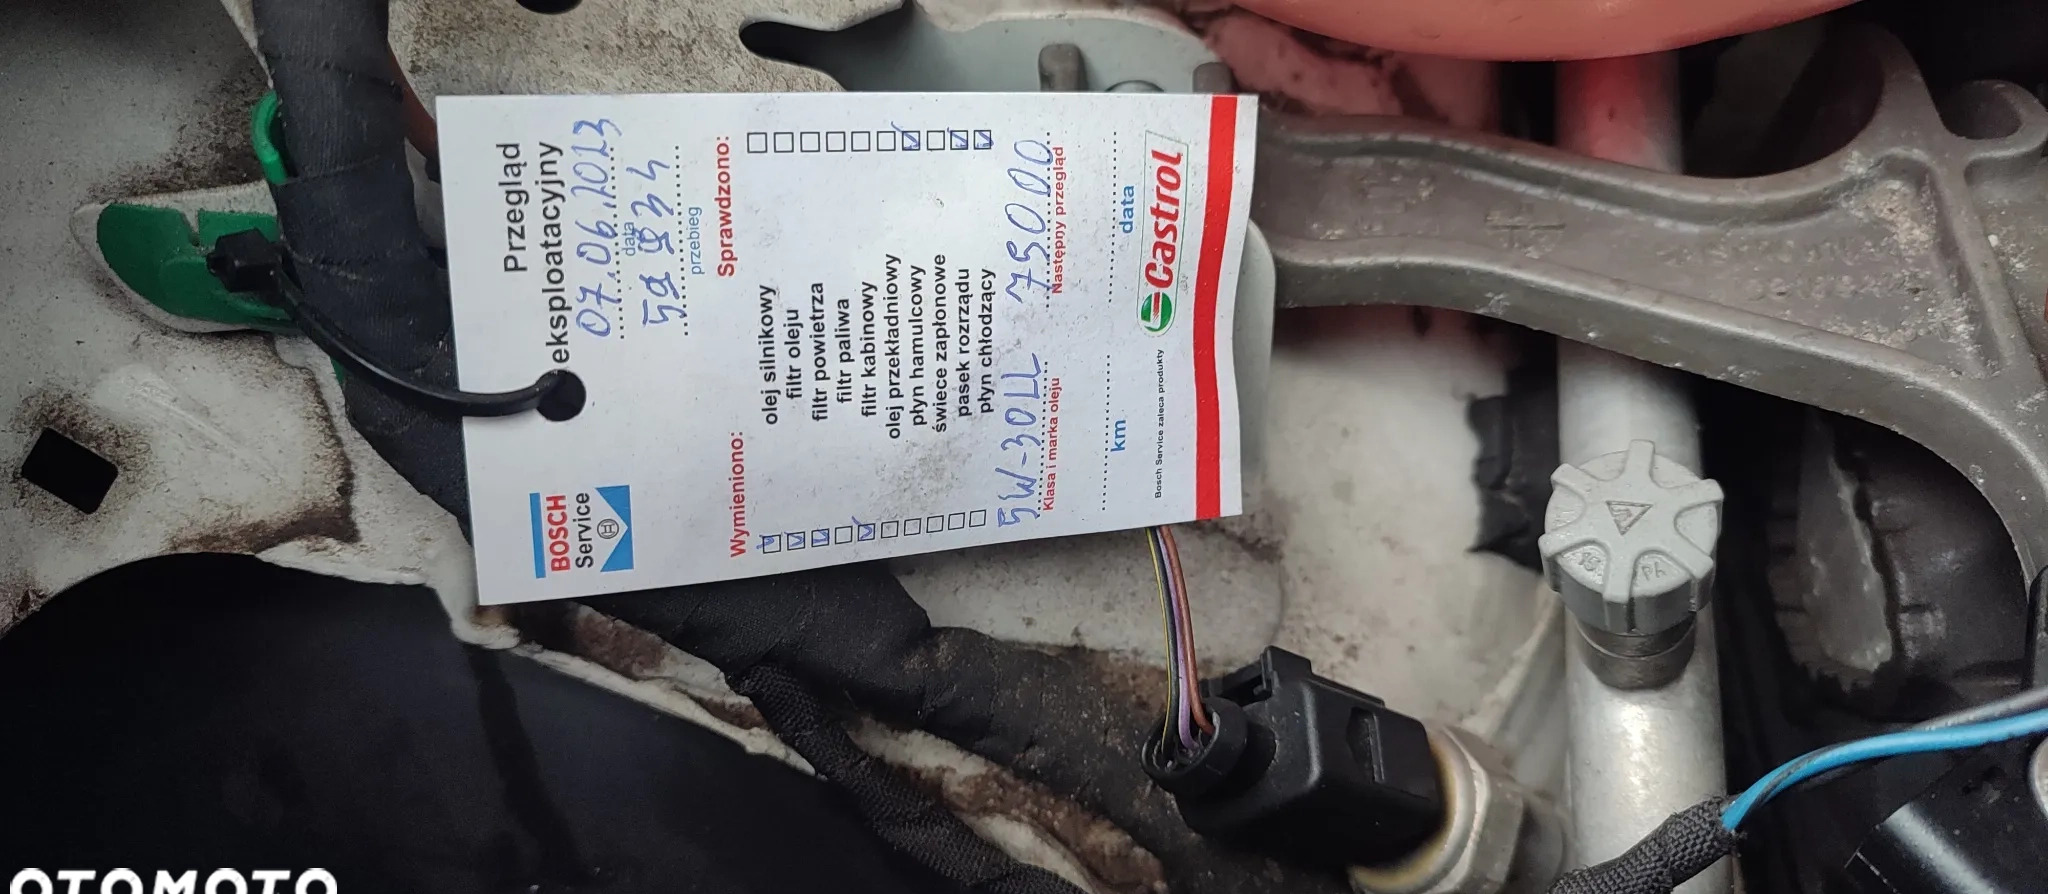 Przegląd
eksploatacyjny
BOSCH
Service
07.06.2023
data
przebieg
Wymieniono:
Sprawdzono:
olej silnikowy
filtr oleju
filtr powietrza
filtr paliwa
filtr kabinowy
olej przekładniowy
płyn hamulcowy
świece zapłonowe
pasek rozrządu
płyn chłodzący
5W-30LL 75000
Klasa i marka oleju Następny przegląd
km data
Bosch Service zaleca produkty Castrol
OTOMOTO